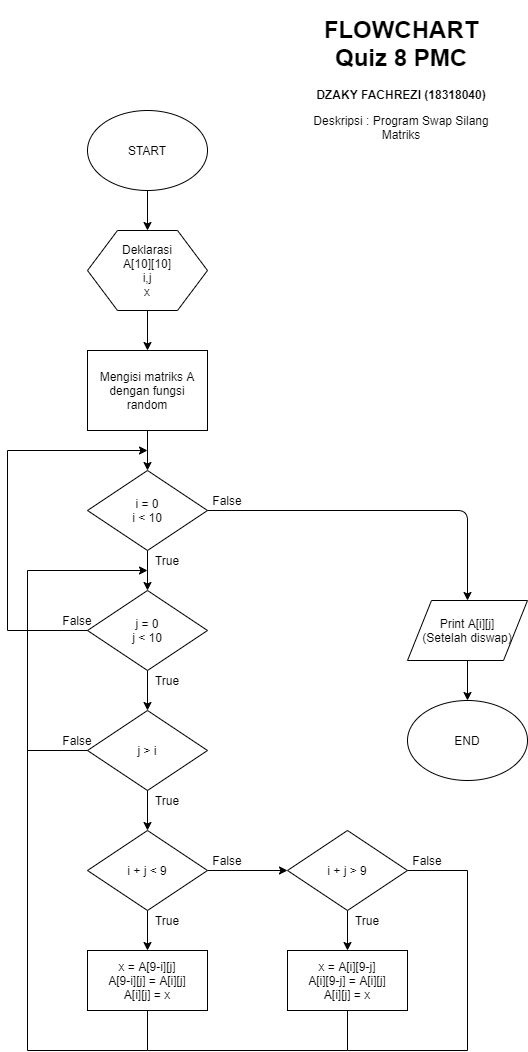 FLOWCHART
Quiz 8 PMC
DZAKY FACHREZI (18318040)
Deskripsi : Program Swap Silang
Matriks
START
Deklarasi
A[10][10]
i,j
x
Mengisi matriks A
dengan fungsi
random
i = 0
i < 10
False
True
j = 0
j < 10
False
True
Print A[i][j]
(Setelah diswap)
END
j > i
False
True
i + j < 9
False
True
i + j > 9
False
True
x = A[9-i][j]
A[9-i][j] = A[i][j]
A[i][j] = x
x = A[i][9-j]
A[i][9-j] = A[i][j]
A[i][j] = x